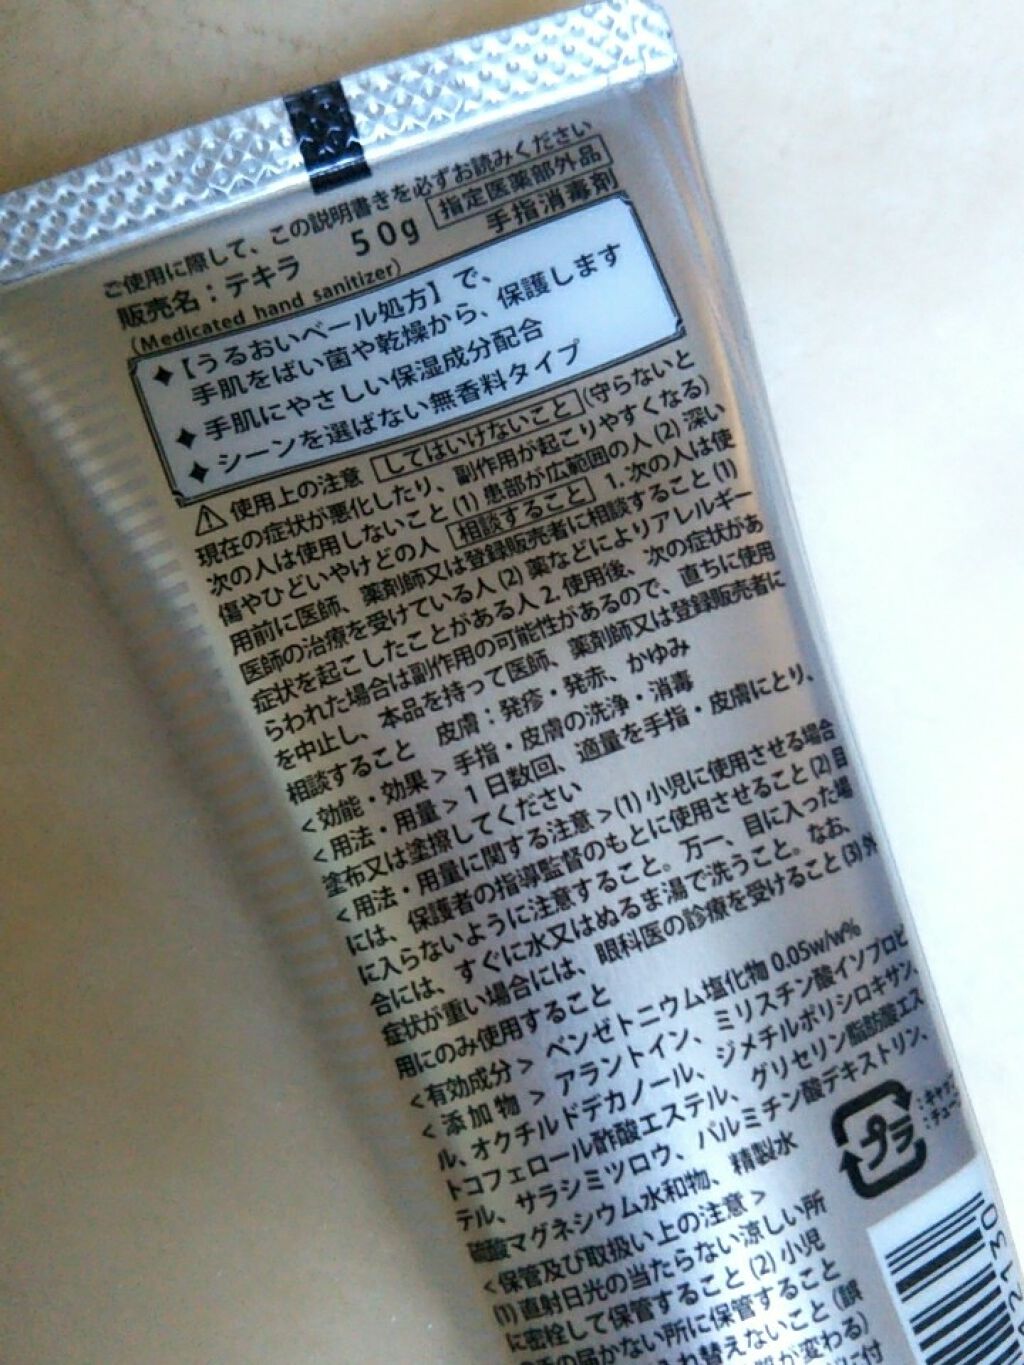 ご使用に際して、この説明書きを必ずお読みください
販売名：テキラ 50g 指定医薬部外品
(Medicated hand sanitizer) 手指消毒剤
◆【うるおいベール処方】で、
手肌をばい菌や乾燥から、保護します
◆手肌にやさしい保湿成分配合
◆シーンを選ばない無香料タイプ
⚠使用上の注意 してはいけないこと (守らないと
現在の症状が悪化したり、副作用が起こりやすくなる)
次の人は使用しないこと (1) 患部が広範囲の人 (2) 深い
傷やひどいやけどの人 相談すること 1. 次の人は使
用前に医師、薬剤師又は登録販売者に相談すること (1)
医師の治療を受けている人 (2) 薬などによりアレルギー
症状を起こしたことがある人 2. 使用後、次の症状があ
らわれた場合は副作用の可能性があるので、直ちに使用
を中止し、本品を持って医師、薬剤師又は登録販売者に
相談すること 皮膚：発疹・発赤、かゆみ
<効能・効果> 手指・皮膚の洗浄・消毒
<用法・用量> 1日数回、適量を手指・皮膚にとり、
塗布又は塗擦してください
<用法・用量に関する注意> (1) 小児に使用させる場合
には、保護者の指導監督のもとに使用させること (2) 目
に入らないように注意すること。万一、目に入った場
合には、すぐに水又はぬるま湯で洗うこと。なお、
症状が重い場合には、眼科医の診療を受けること (3) 外
用にのみ使用すること
<有効成分> ベンゼトニウム塩化物 0.05w/w%
<添加物> アラントイン、ミリスチン酸イソプロピ
ル、オクチルドデカノール、ジメチルポリシロキサン、
トコフェロール酢酸エステル、グリセリン脂肪酸エス
テル、サラシミツロウ、パルミチン酸デキストリン、
硫酸マグネシウム水和物、精製水
<保管及び取扱い上の注意>
(1) 直射日光の当たらない涼しい所
に密栓して保管すること (2) 小児
の手の届かない所に保管すること
入れ替えないこと (誤
が変わる)
に付
プラ
:キャップ
:チュー